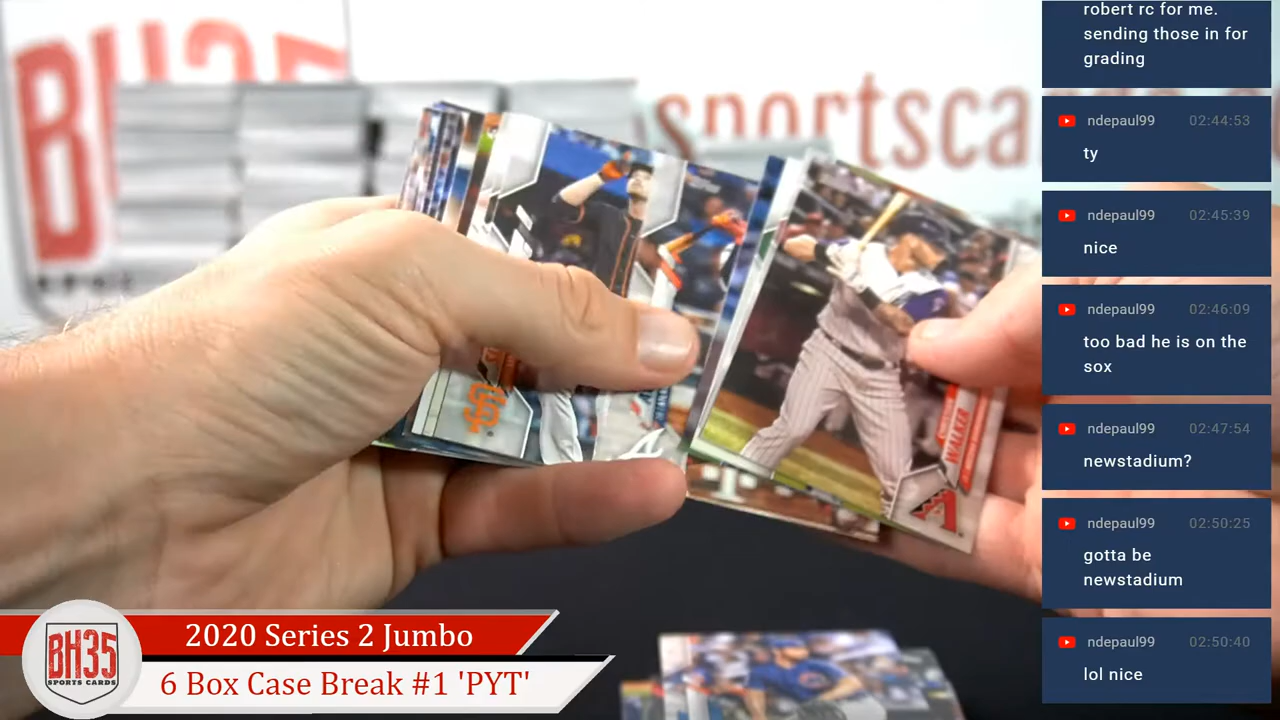 BH35
sportscards.
robert rc for me.
sending those in for
grading
ndepaul99 02:44:53
ty
ndepaul99 02:45:39
nice
ndepaul99 02:46:09
too bad he is on the
sox
ndepaul99 02:47:54
newstadium?
ndepaul99 02:50:25
gotta be
newstadium
ndepaul99 02:50:40
lol nice
WALKER
A
SF
BH35
SPORTS CARDS
2020 Series 2 Jumbo
6 Box Case Break #1 'PYT'